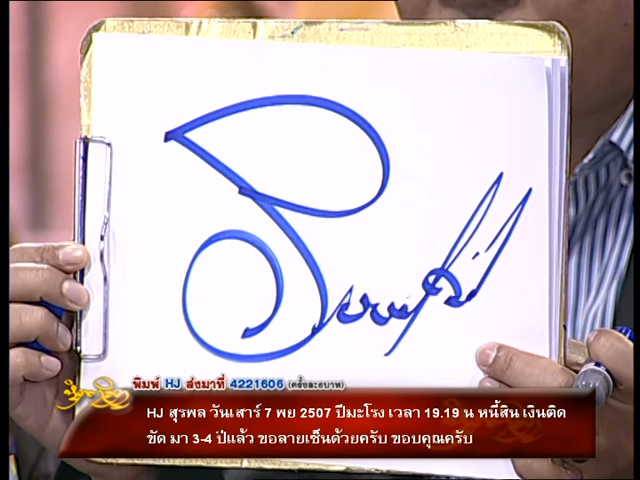 พิมพ์ HJ ส่งมาที่ 4221606 (ครั้งละ๖บาท)
HJ สุรพล วันเสาร์ 7 พย 2507 ปีมะโรง เวลา 19.19 น หนี้สิน เงินติด
ขัด มา 3-4 ปีแล้ว ขอลายเซ็นด้วยครับ ขอบคุณครับ